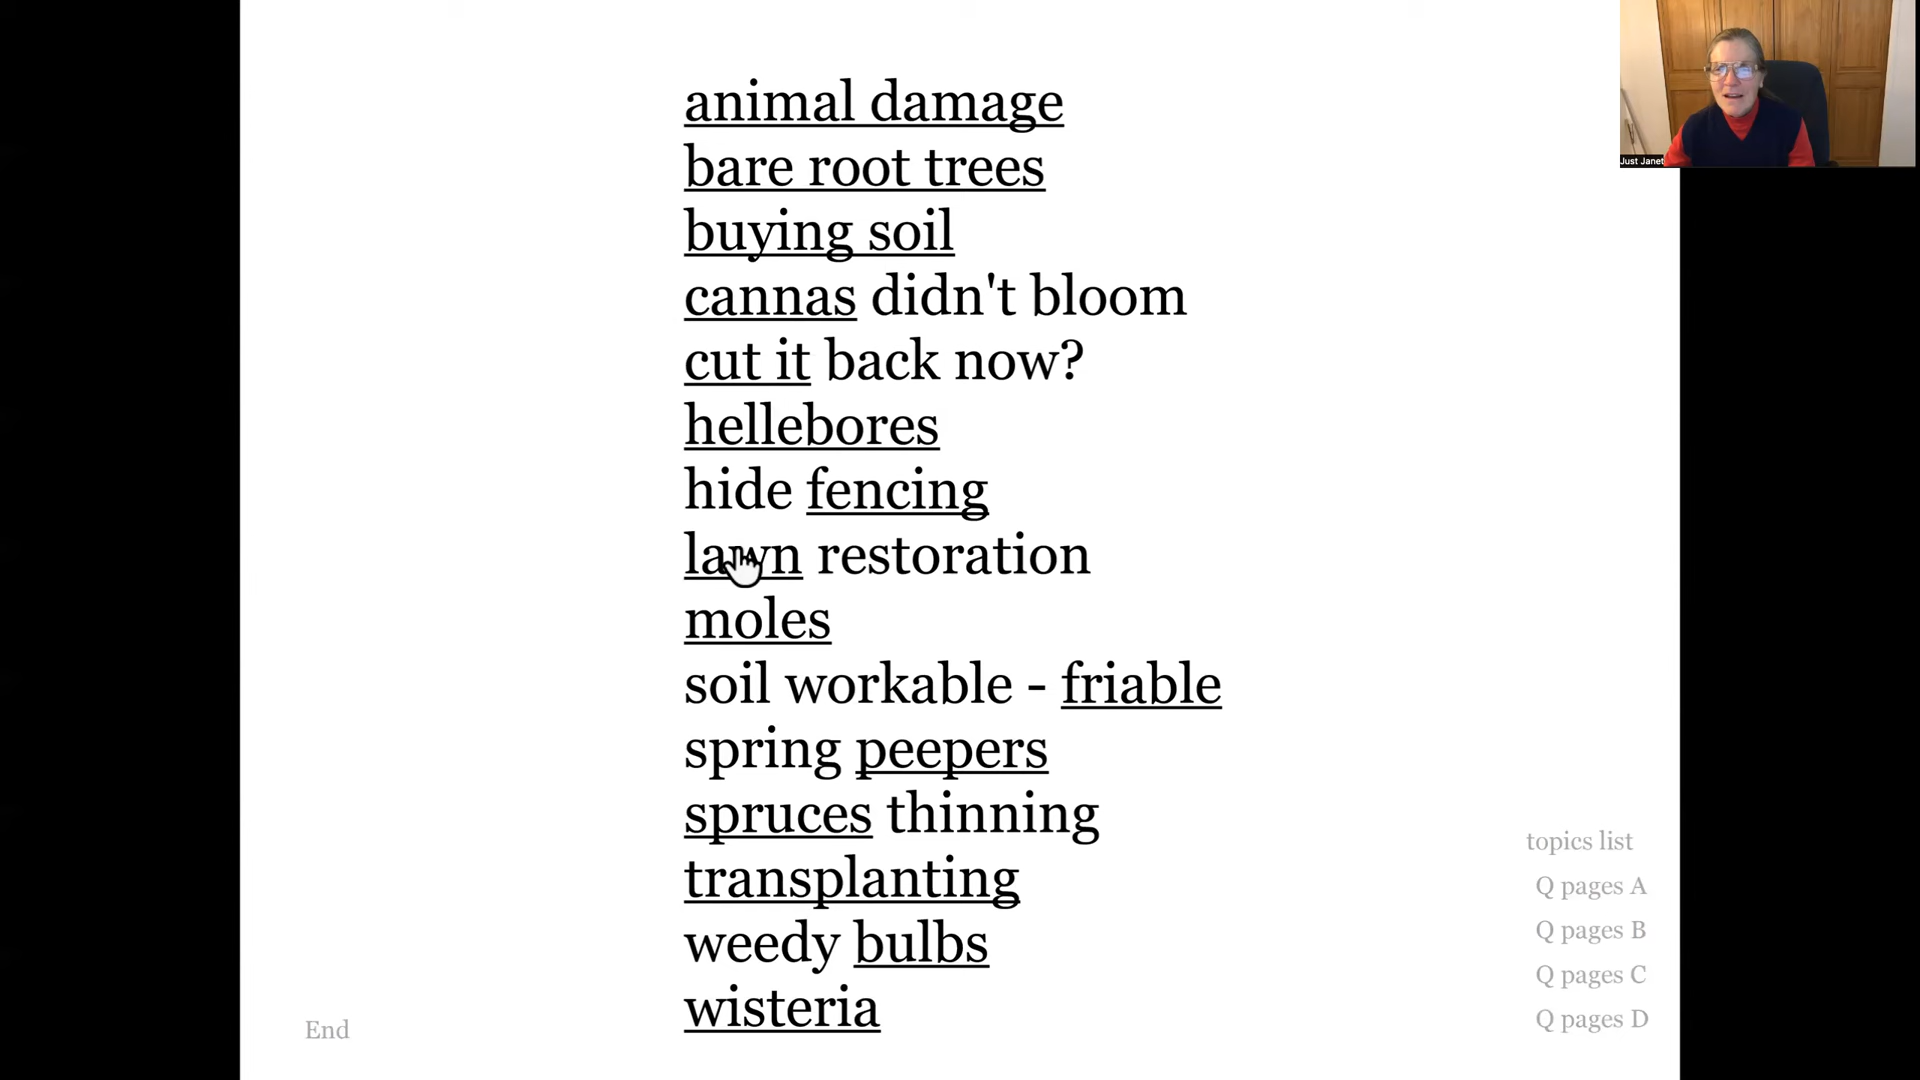 animal damage
bare root trees
buying soil
cannas didn't bloom
cut it back now?
hellebores
hide fencing
lawn restoration
moles
soil workable - friable
spring peepers
spruces thinning
transplanting
weedy bulbs
wisteria
Just Janet
topics list
Q pages A
Q pages B
Q pages C
Q pages D
End